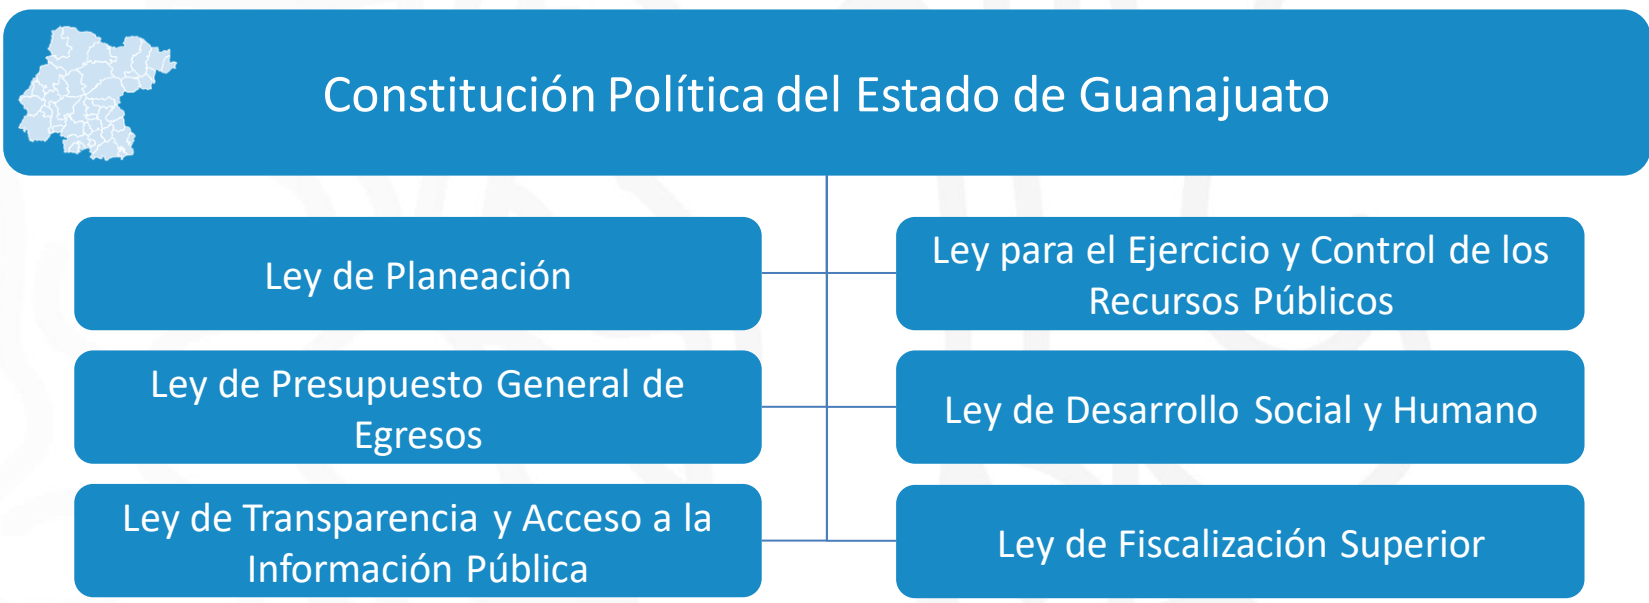 Constitución Política del Estado de Guanajuato
Ley de Planeación
Ley para el Ejercicio y Control de los
Recursos Públicos
Ley de Presupuesto General de
Egresos
Ley de Desarrollo Social y Humano
Ley de Transparencia y Acceso a la
Información Pública
Ley de Fiscalización Superior